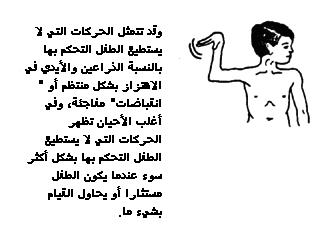 وقد تتمثل الحركات التي لا
يستطيع الطفل التحكم بها
بالنسبة الذراعين والأيدي في
الاهتزاز بشكل منتظم أو "
انقباضات" مفاجئة، وفي
أغلب الأحيان تظهر
الحركات التي لا يستطيع
الطفل التحكم بها بشكل أكثر
سوء عندما يكون الطفل
مستثارا أو يحاول القيام
بشيء ما.